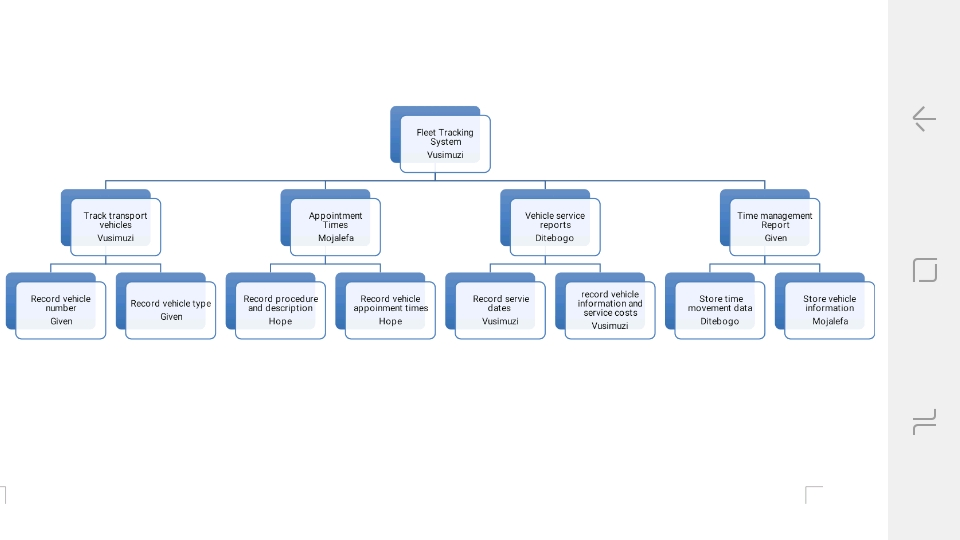 Fleet Tracking
System
Vusimuzi
Track transport
vehicles
Vusimuzi
Appointment
Times
Mojalefa
Vehicle service
reports
Ditebogo
Time management
Report
Given
Record vehicle
number
Given
Record vehicle type
Given
Record procedure
and description
Hope
Record vehicle
appoinment times
Hope
Record servie
dates
Vusimuzi
record vehicle
information and
service costs
Vusimuzi
Store time
movement data
Ditebogo
Store vehicle
information
Mojalefa